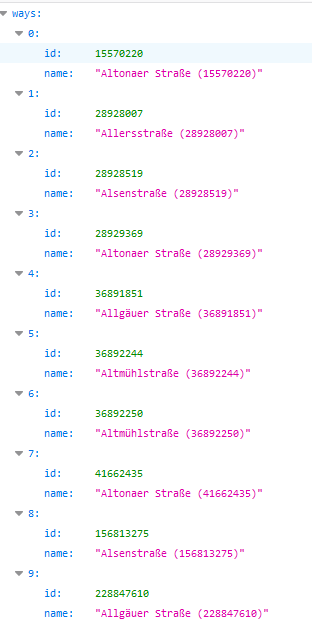 ways:
0:
id: 15570220
name: "Altonaer Straße (15570220)"
1:
id: 28928007
name: "Allersstraße (28928007)"
2:
id: 28928519
name: "Alsenstraße (28928519)"
3:
id: 28929369
name: "Altonaer Straße (28929369)"
4:
id: 36891851
name: "Allgäuer Straße (36891851)"
5:
id: 36892244
name: "Altmühlstraße (36892244)"
6:
id: 36892250
name: "Altmühlstraße (36892250)"
7:
id: 41662435
name: "Altonaer Straße (41662435)"
8:
id: 156813275
name: "Alsenstraße (156813275)"
9:
id: 228847610
name: "Allgäuer Straße (228847610)"